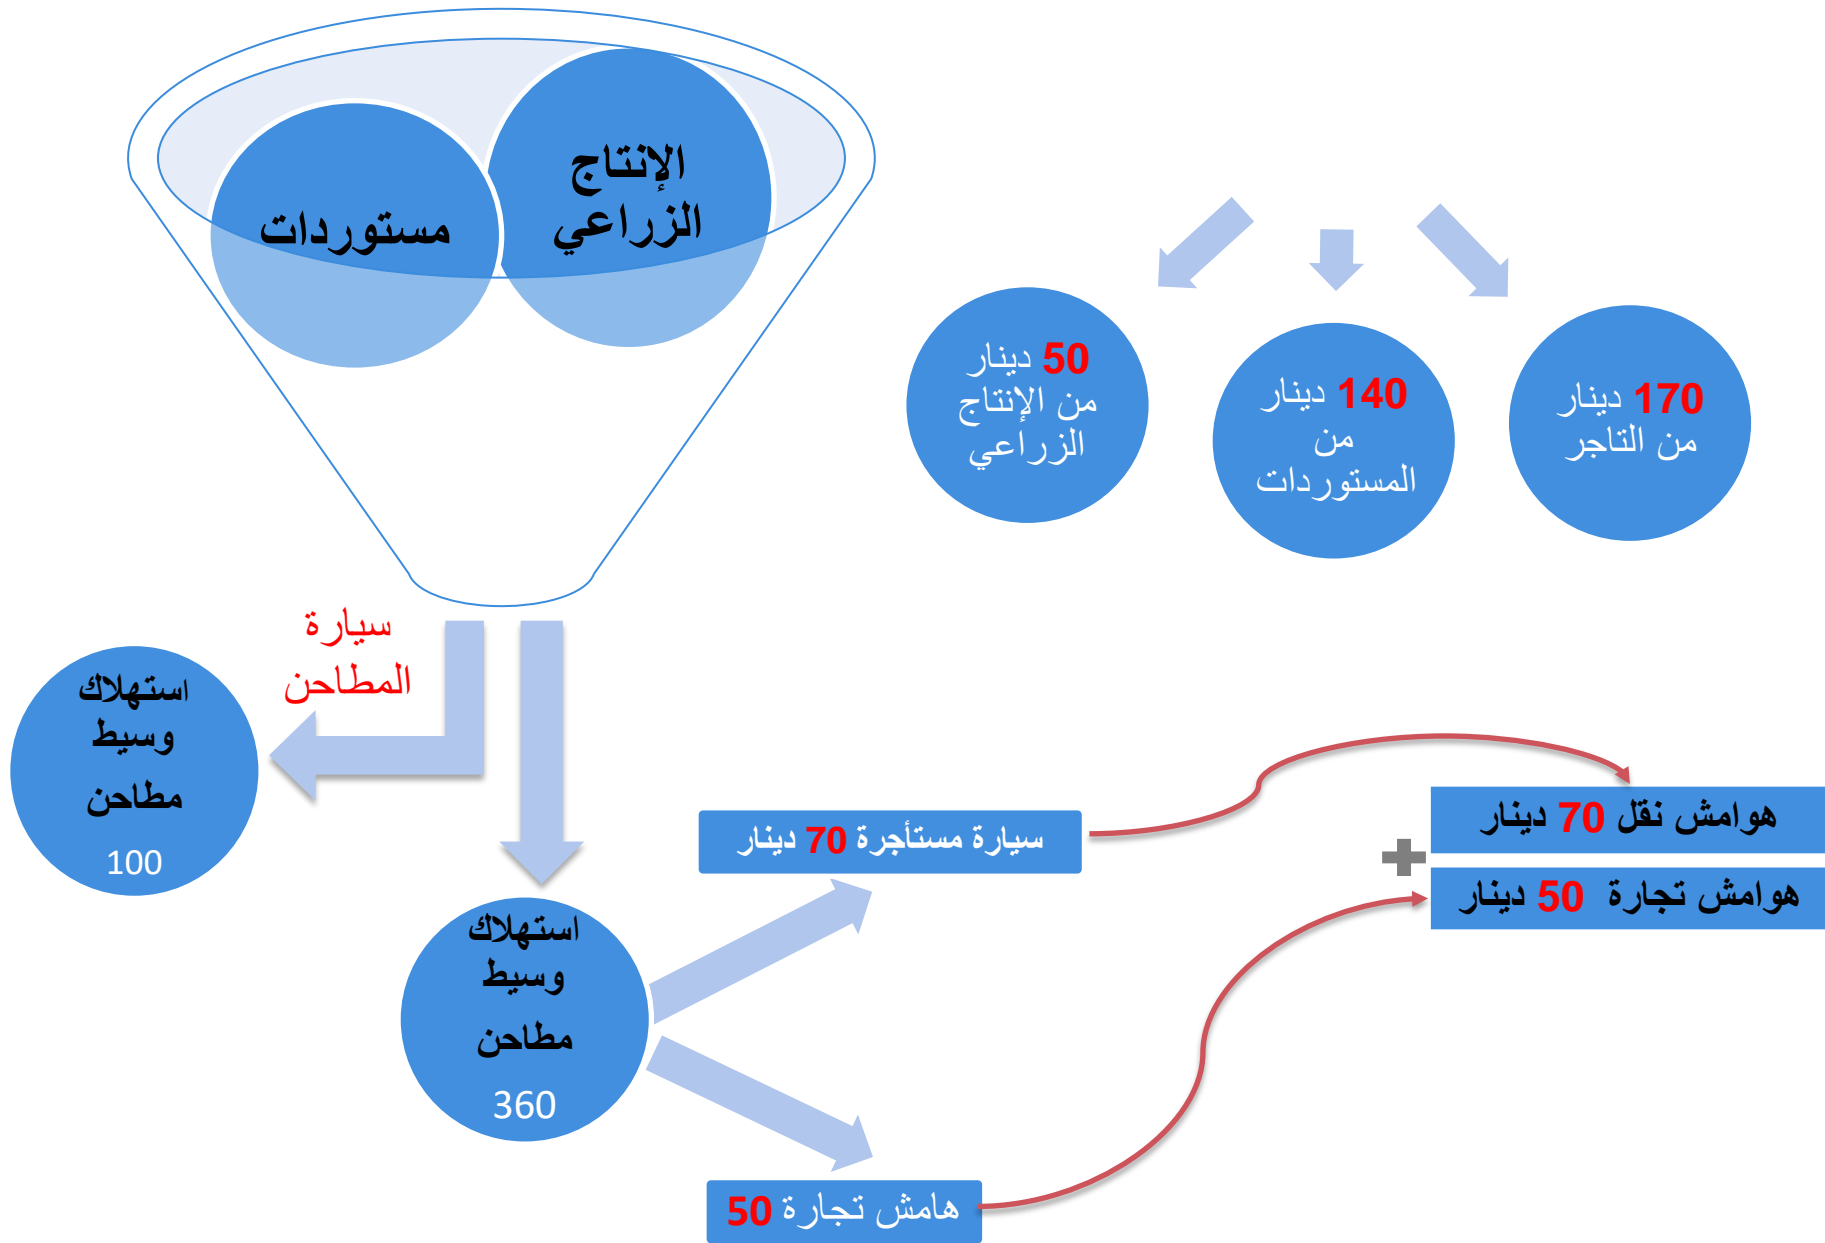 الإنتاج
الزراعي
مستوردات
170 دينار
من التاجر
140 دينار
من
المستوردات
50 دينار
من الإنتاج
الزراعي
سيارة
المطاحن
استهلاك
وسيط
مطاحن
100
استهلاك
وسيط
مطاحن
360
سيارة مستأجرة 70 دينار
هامش تجارة 50
هوامش نقل 70 دينار
هوامش تجارة 50 دينار